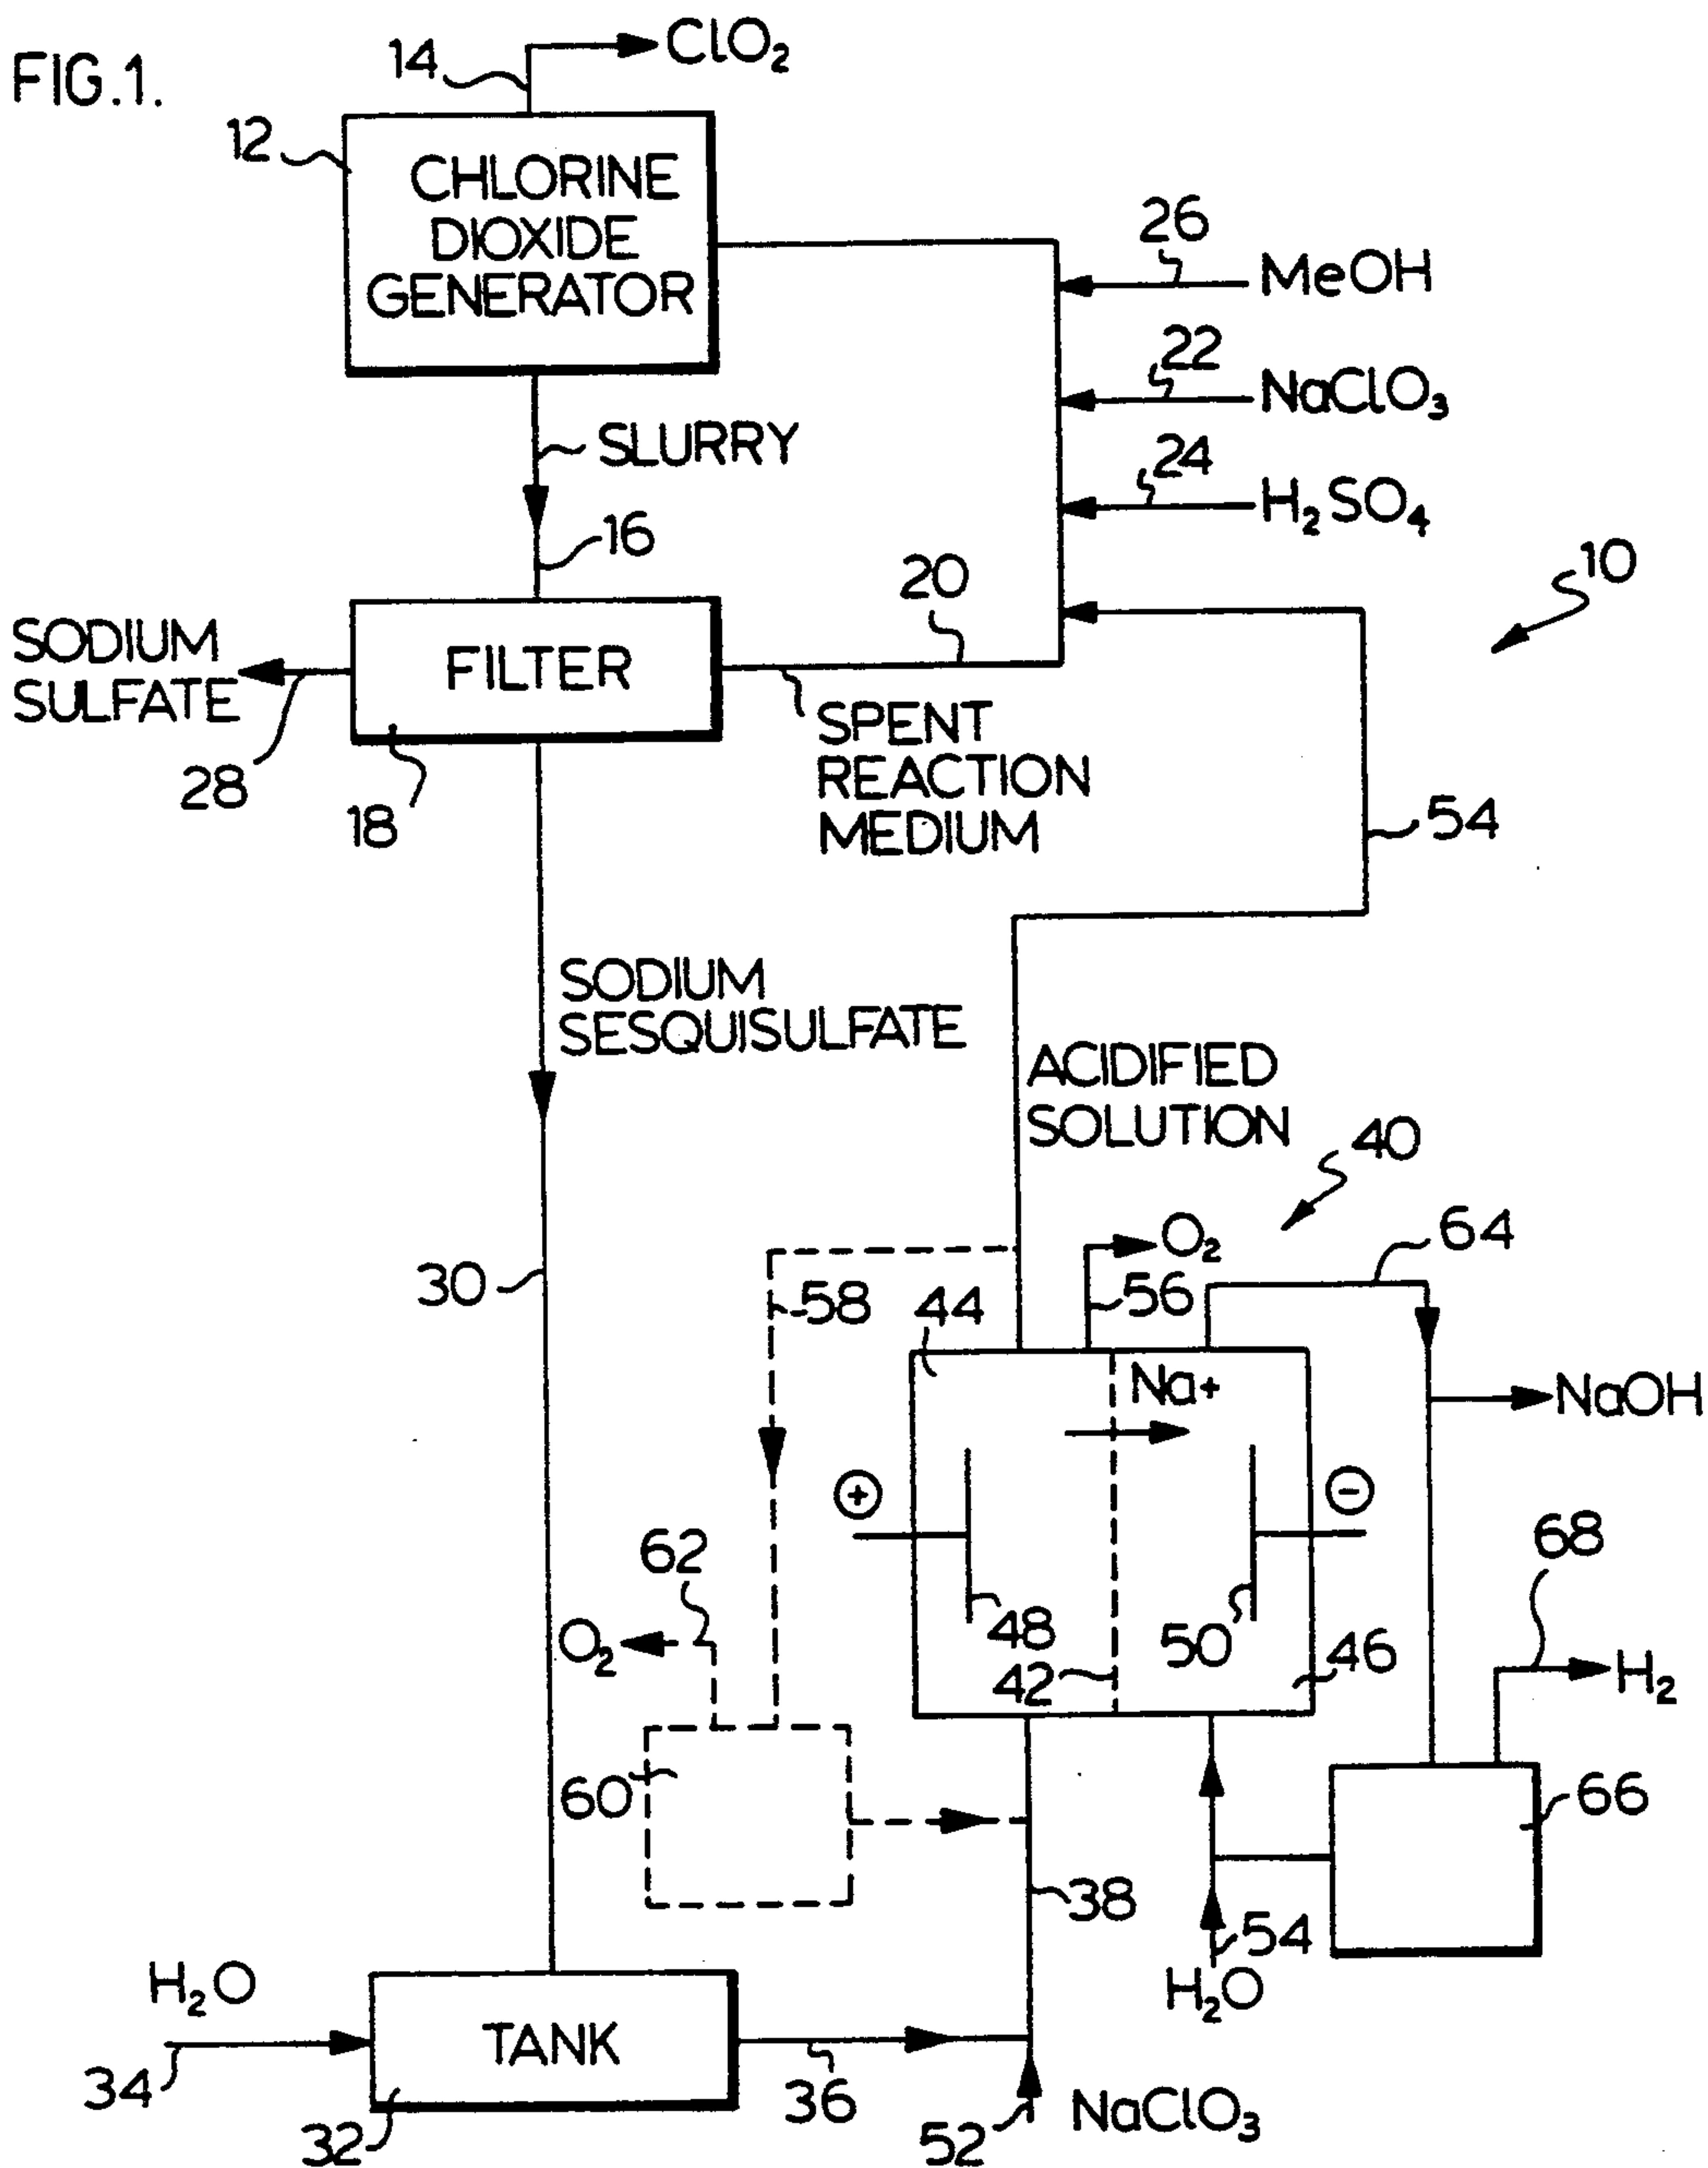 FIG.1.
14
ClO2
12
CHLORINE
DIOXIDE
GENERATOR
26
MeOH
22
NaClO3
SLURRY
24
H2SO4
16
20
10
SODIUM
SULFATE
FILTER
28
18
SPENT
REACTION
MEDIUM
54
SODIUM
SESQUISULFATE
ACIDIFIED
SOLUTION
40
O2
64
30
58
44
56
Na+
NaOH
+
-
62
68
O2
48
50
46
42
H2
60
66
38
54
H2O
H2O
TANK
34
32
36
52
NaClO3